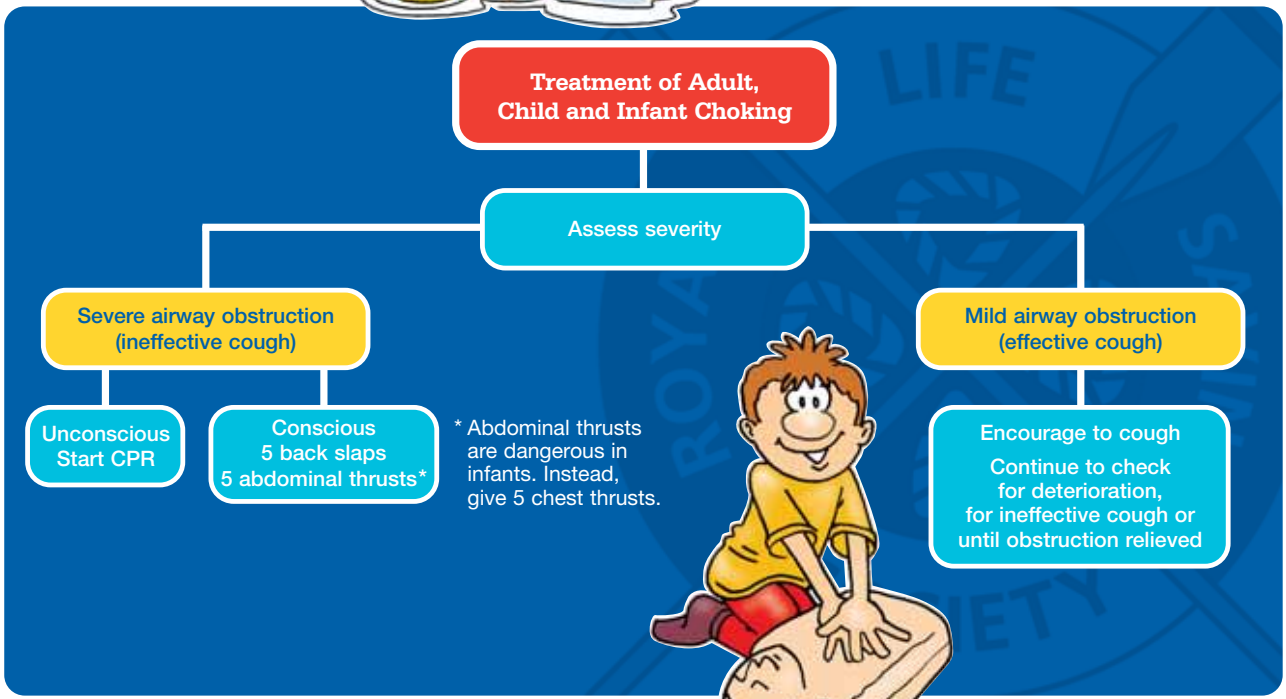 Treatment of Adult,
Child and Infant Choking
Assess severity
Severe airway obstruction
(ineffective cough)
Mild airway obstruction
(effective cough)
Unconscious
Start CPR
Conscious
5 back slaps
5 abdominal thrusts*
* Abdominal thrusts
are dangerous in
infants. Instead,
give 5 chest thrusts.
Encourage to cough
Continue to check
for deterioration,
for ineffective cough or
until obstruction relieved
LIFE